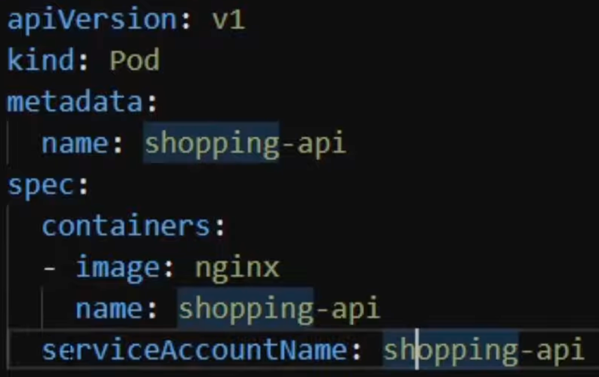 apiVersion: v1
kind: Pod
metadata:
  name: shopping-api
spec:
  containers:
  - image: nginx
    name: shopping-api
  serviceAccountName: shopping-api